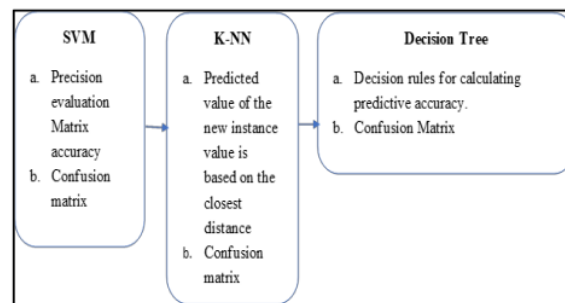 SVM
a. Precision
evaluation
Matrix
accuracy
b. Confusion
matrix
K-NN
a. Predicted
value of the
new instance
value is
based on the
closest
distance
b. Confusion
matrix
Decision Tree
a. Decision rules for calculating
predictive accuracy.
b. Confusion Matrix